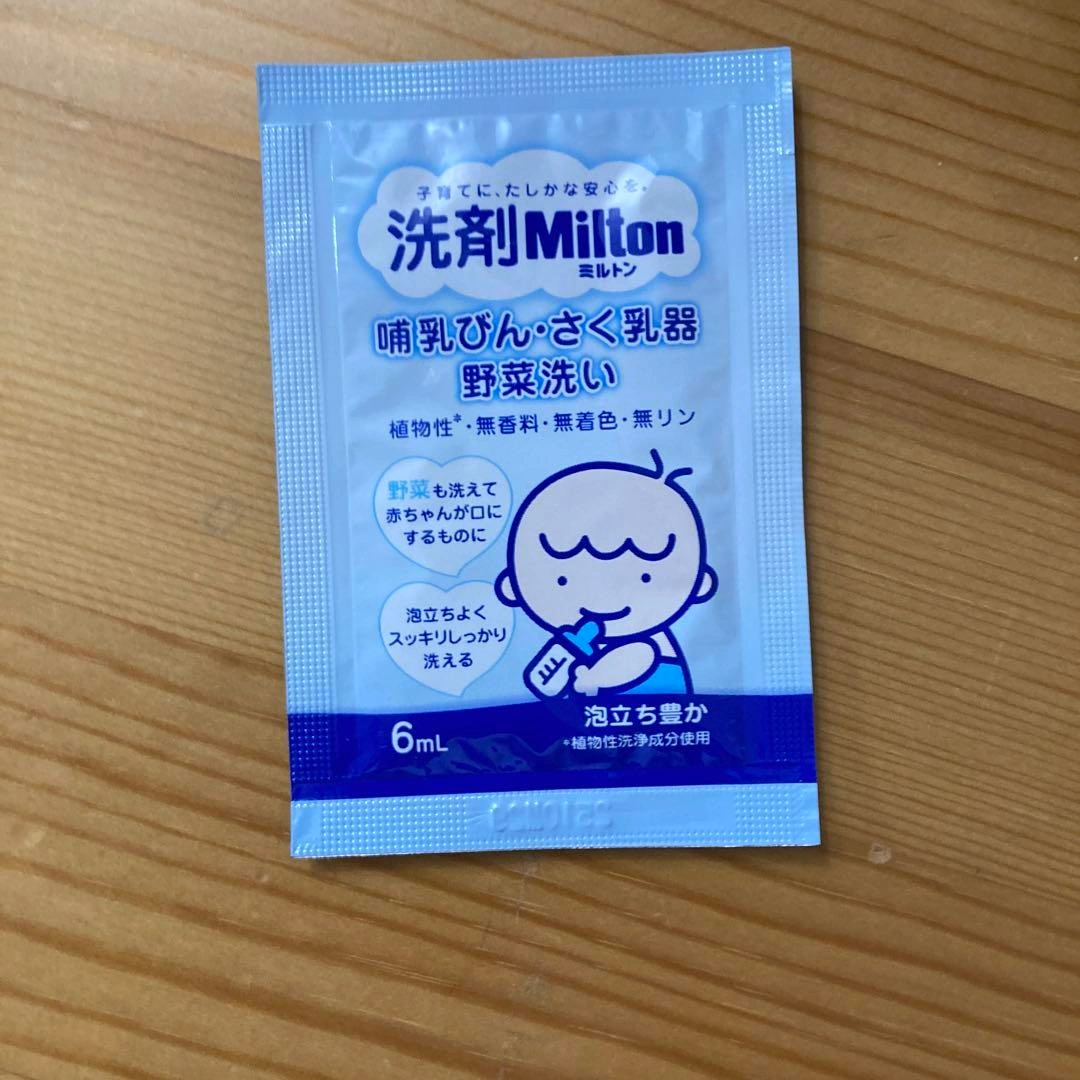 子育てに、たしかな安心を。
洗剤Milton
ミルトン
哺乳びん・さく乳器
野菜洗い
植物性*・無香料・無着色・無リン
野菜も洗えて
赤ちゃんが口に
するものに
泡立ちよく
スッキリしっかり
洗える
泡立ち豊か
6mL
*植物性洗浄成分使用